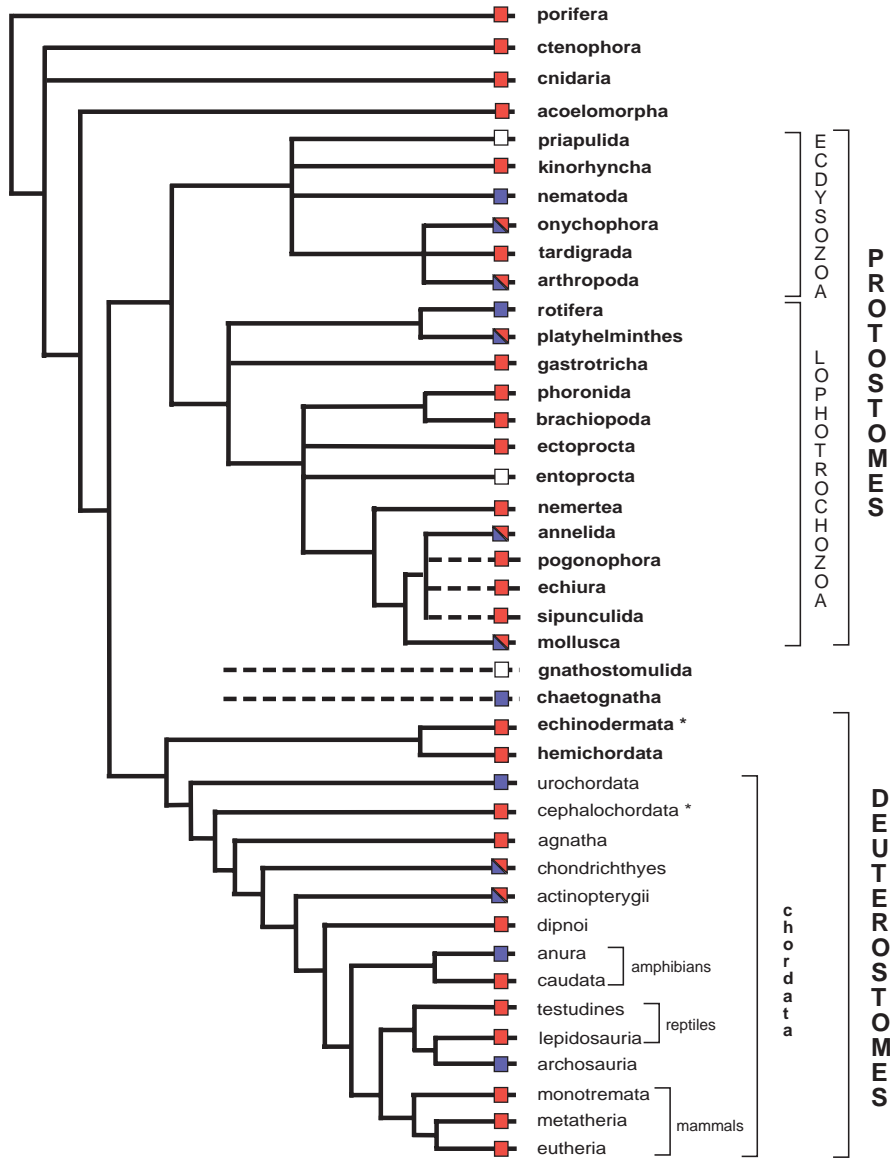 porifera
ctenophora
cnidaria
acoelomorpha
priapulida
kinorhyncha
nematoda
onychophora
tardigrada
arthropoda
ECDYSOZOA
rotifera
platyhelminthes
gastrotricha
phoronida
brachiopoda
ectoprocta
entoprocta
nemertea
annelida
pogonophora
echiura
sipunculida
mollusca
LOPHOTROCHOZOA
PROTOSTOMES
gnathostomulida
chaetognatha
echinodermata *
hemichordata
urochordata
cephalochordata *
agnatha
chondrichthyes
actinopterygii
dipnoi
anura
caudata
amphibians
testudines
lepidosauria
reptiles
archosauria
monotremata
metatheria
eutheria
mammals
chordata
DEUTEROSTOMES